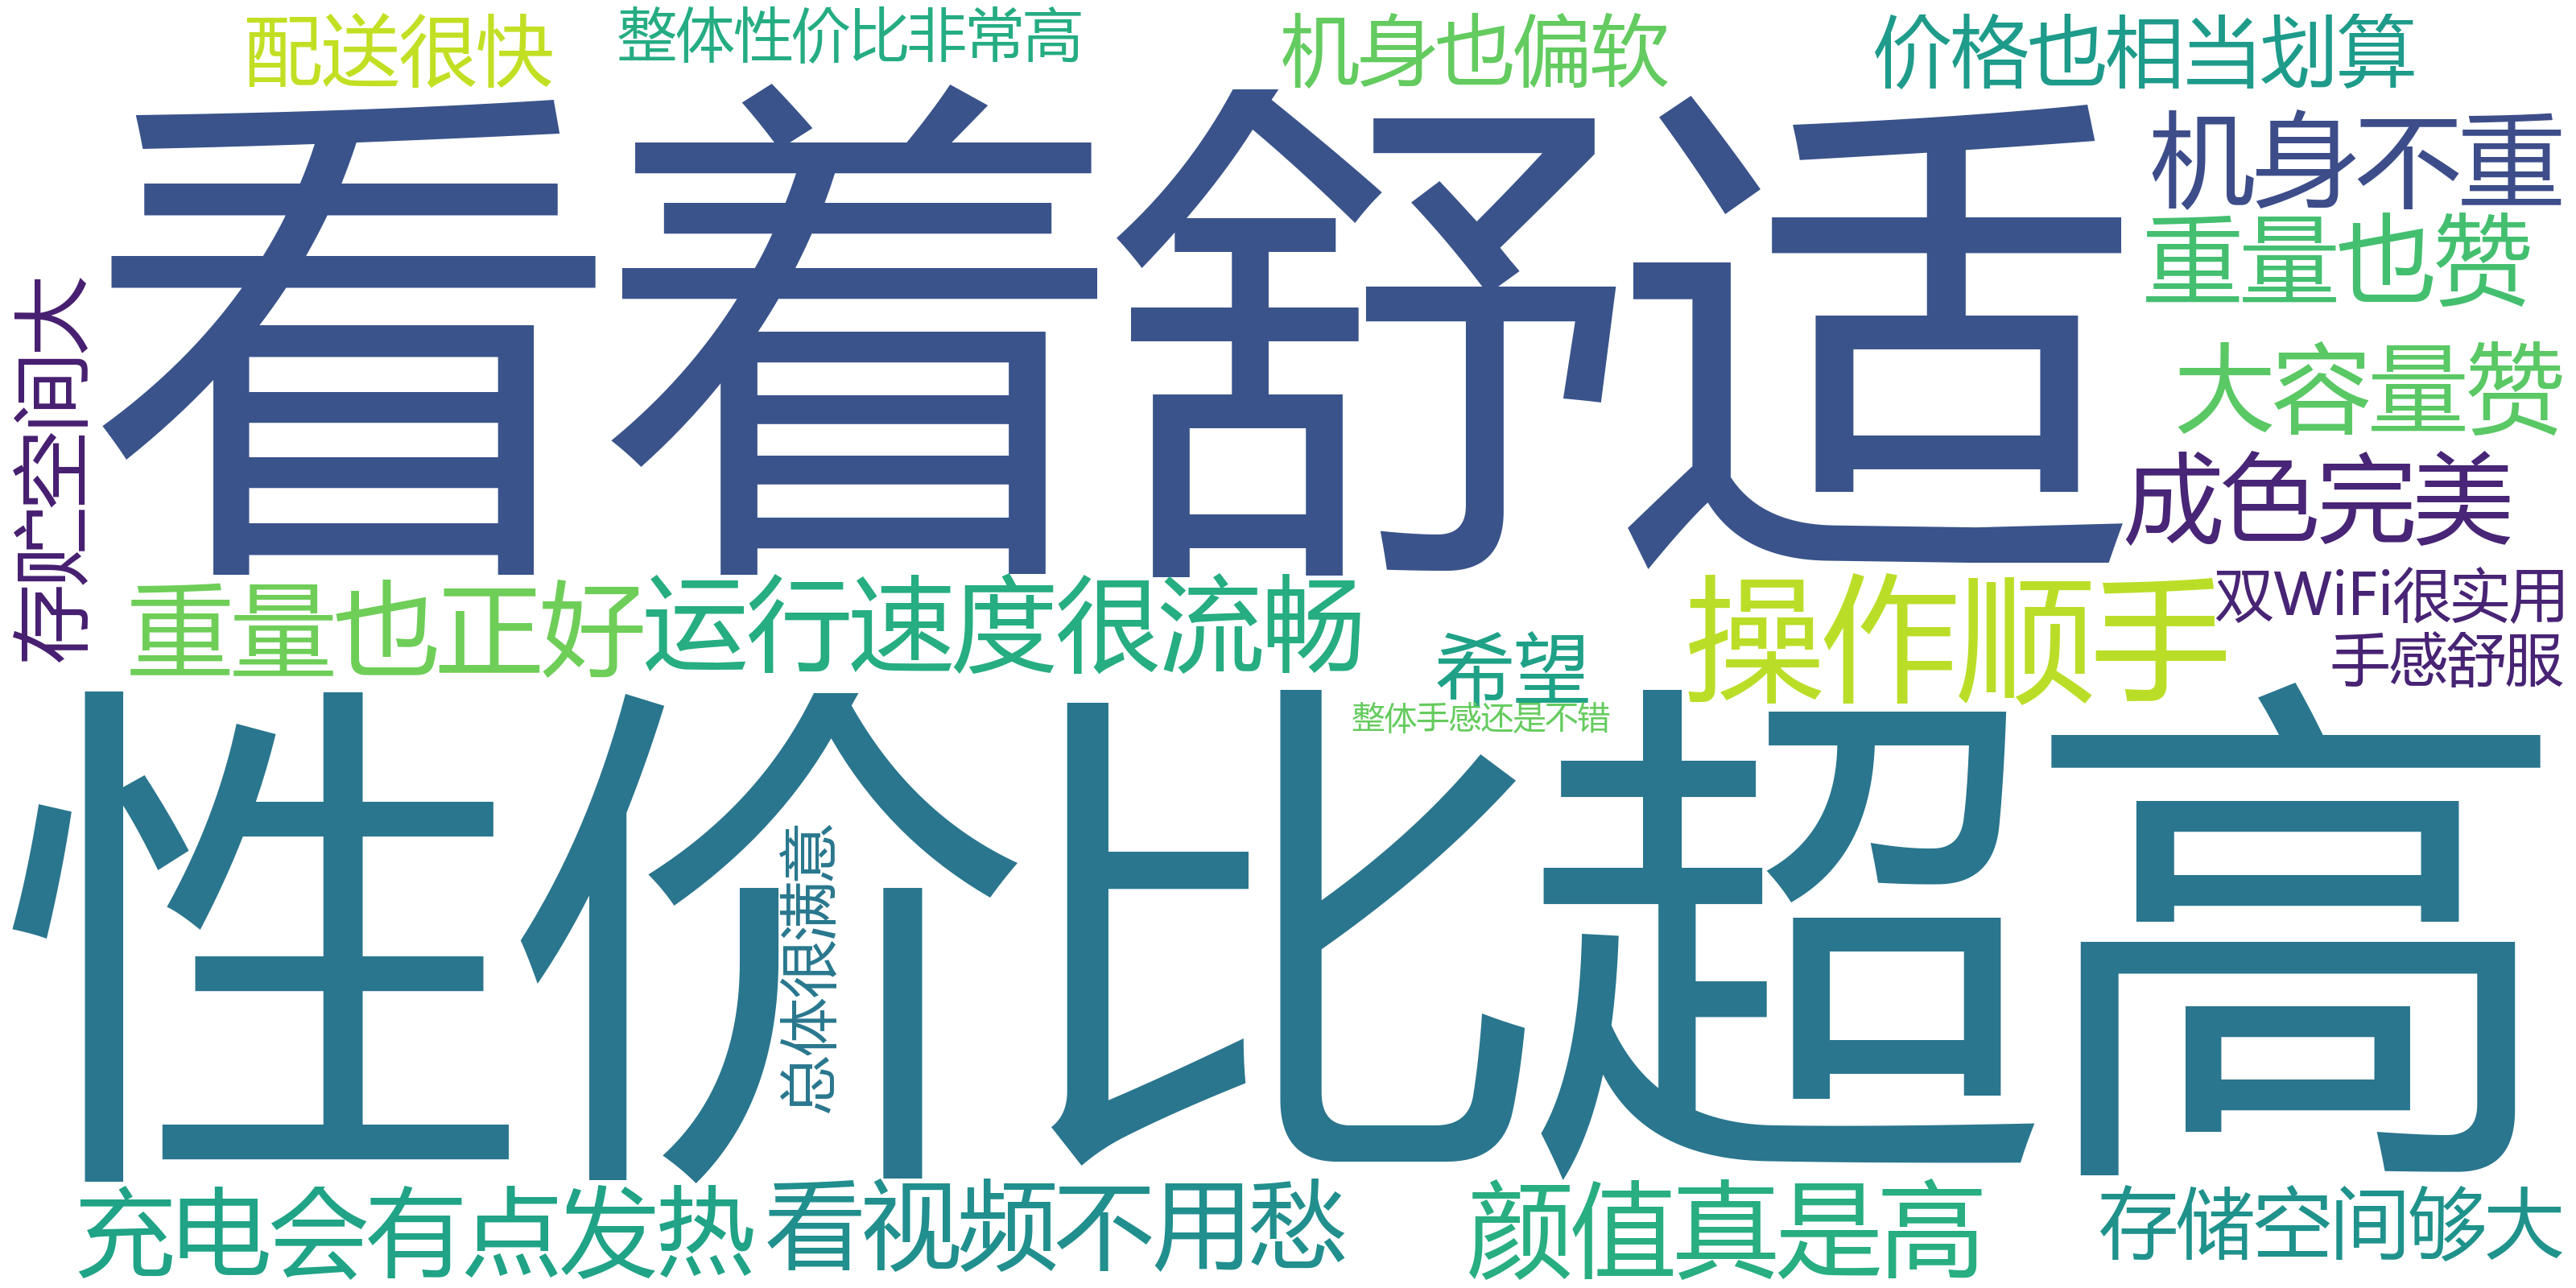 配送很快
整体性价比非常高
机身也偏软
价格也相当划算
看着舒适
机身不重
重量也赞
大容量赞
成色完美
存贮空间大
重量也正好
运行速度很流畅
希望
操作顺手
双WiFi很实用
手感舒服
整体手感还是不错
性价比超高
总体很满意
充电会有点发热
看视频不用愁
颜值真是高
存储空间够大